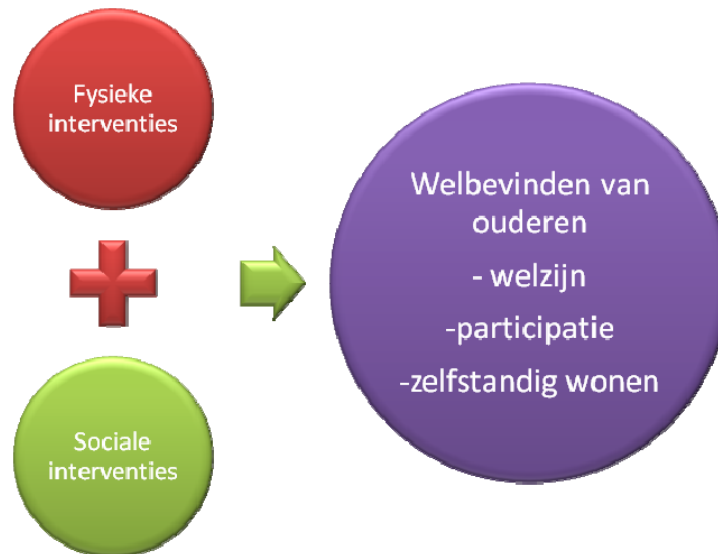 Fysieke
interventies
Sociale
interventies
Welbevinden van
ouderen
- welzijn
-participatie
-zelfstandig wonen